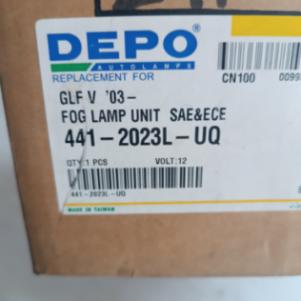 DEPO
AUTOLAMPS
REPLACEMENT FOR
CN100
GLF V '03-
FOG LAMP UNIT SAE&ECE
441-2023L-UQ
QTY:1 PCS VOLT:12
441-2023L-UQ
MADE IN TAIWAN